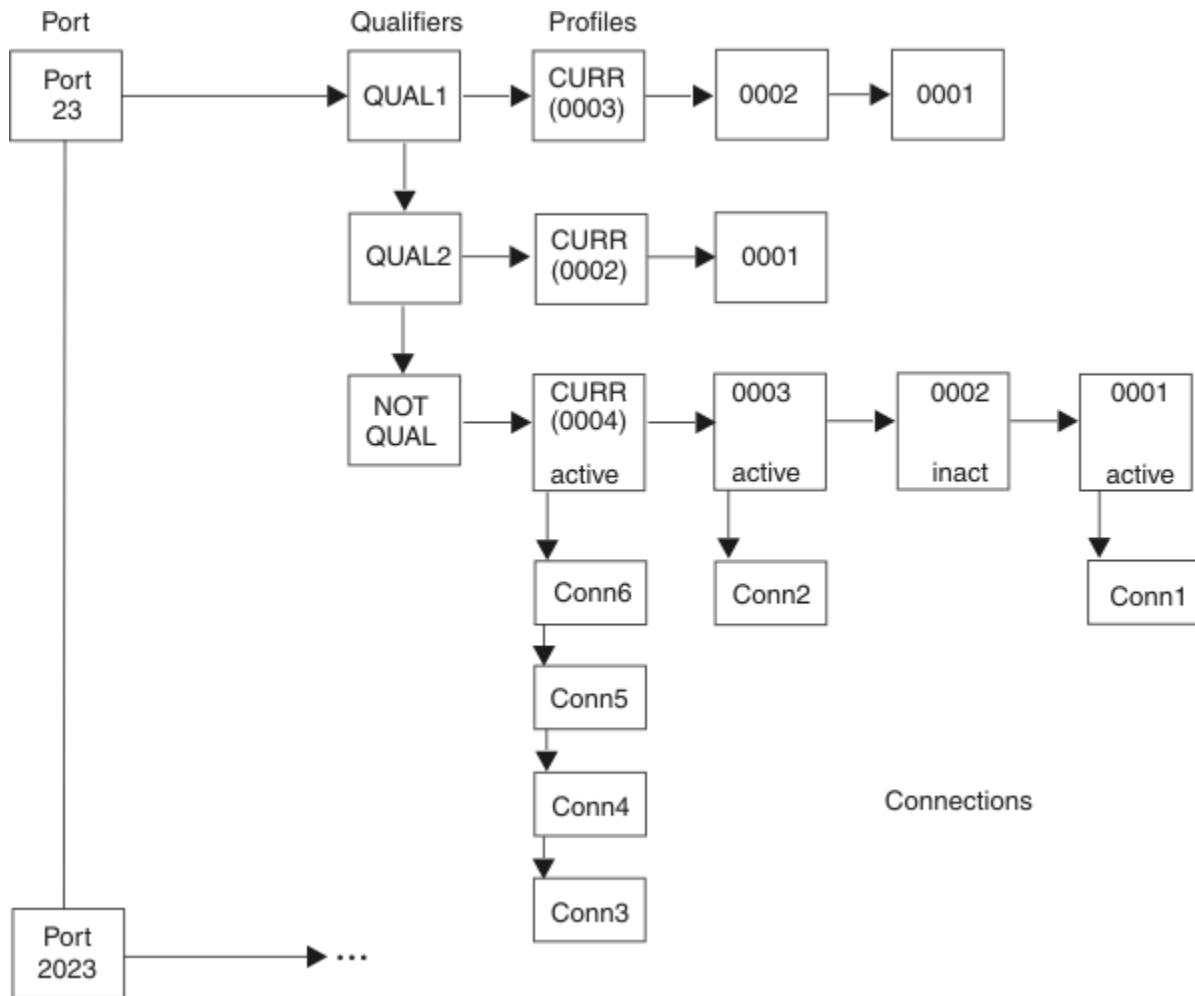 Port Qualifiers Profiles
Port
23
QUAL1
CURR
(0003)
0002
0001
QUAL2
CURR
(0002)
0001
NOT
QUAL
CURR
(0004)
active
0003
active
0002
inact
0001
active
Conn6
Conn2
Conn1
Conn5
Conn4
Connections
Conn3
Port
2023
...